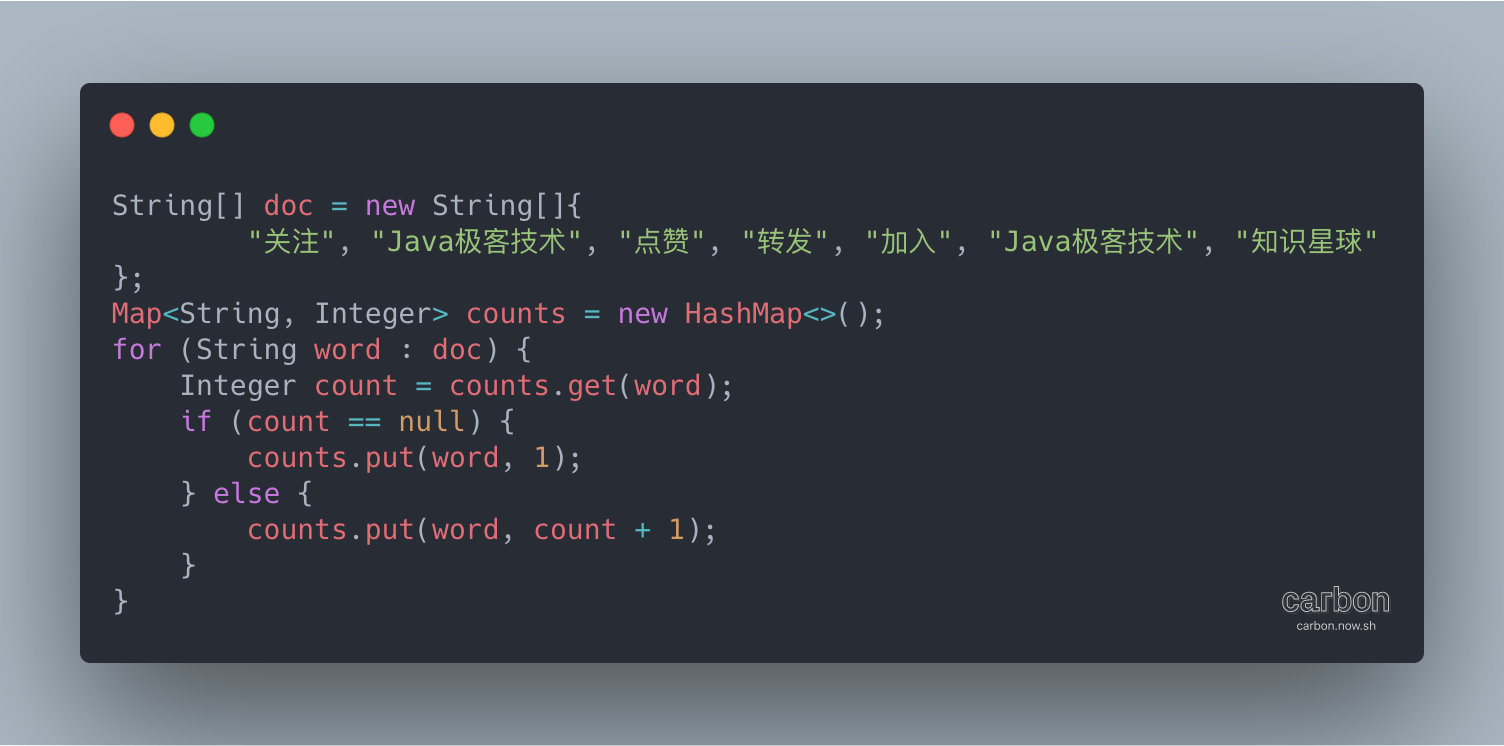 String[] doc = new String[]{
        "关注", "Java极客技术", "点赞", "转发", "加入", "Java极客技术", "知识星球"
};
Map<String, Integer> counts = new HashMap<>();
for (String word : doc) {
    Integer count = counts.get(word);
    if (count == null) {
        counts.put(word, 1);
    } else {
        counts.put(word, count + 1);
    }
}
carbon
carbon.now.sh